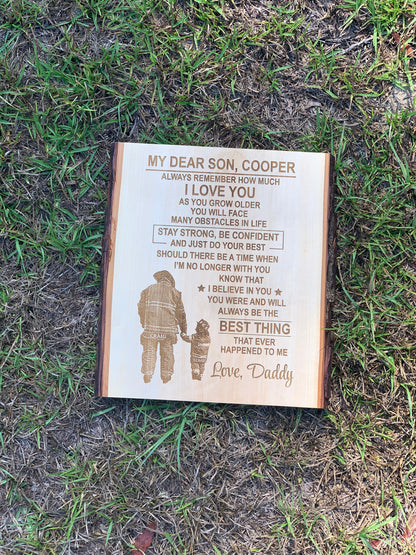 MY DEAR SON, COOPER
ALWAYS REMEMBER HOW MUCH
I LOVE YOU
AS YOU GROW OLDER
YOU WILL FACE
MANY OBSTACLES IN LIFE
STAY STRONG, BE CONFIDENT
AND JUST DO YOUR BEST
SHOULD THERE BE A TIME WHEN
I'M NO LONGER WITH YOU
KNOW THAT
★ I BELIEVE IN YOU ★
YOU WERE AND WILL
ALWAYS BE THE
BEST THING
THAT EVER
HAPPENED TO ME
Love, Daddy
CRAIG